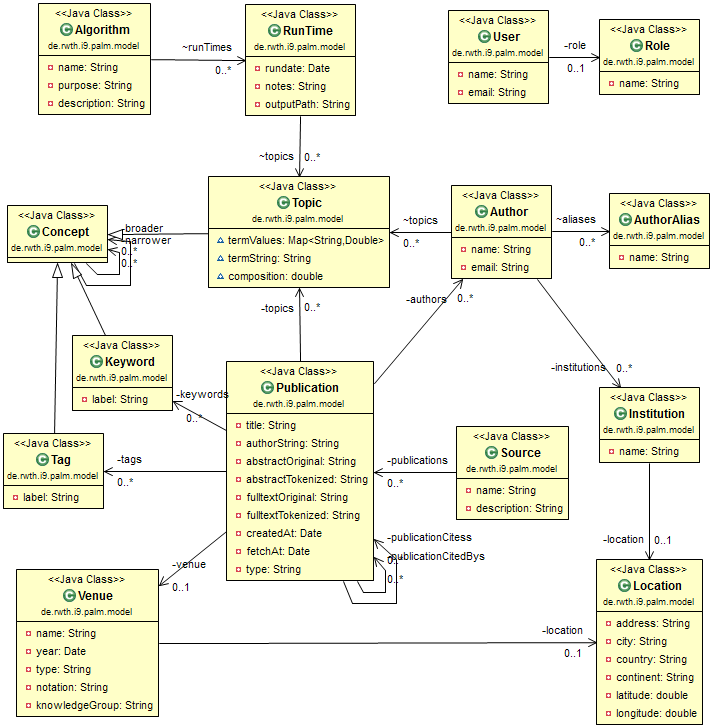 <<Java Class>>
Algorithm
de.rwth.i9.palm.model
name: String
purpose: String
description: String
~runTimes
0..*
<<Java Class>>
RunTime
de.rwth.i9.palm.model
rundate: Date
notes: String
outputPath: String
<<Java Class>>
User
de.rwth.i9.palm.model
name: String
email: String
-role
0..1
<<Java Class>>
Role
de.rwth.i9.palm.model
name: String
~topics
0..*
<<Java Class>>
Concept
de.rwth.i9.palm.model
-broader
-narrower
0..*
0..*
<<Java Class>>
Topic
de.rwth.i9.palm.model
termValues: Map<String,Double>
termString: String
composition: double
~topics
0..*
<<Java Class>>
Author
de.rwth.i9.palm.model
name: String
email: String
~aliases
0..*
<<Java Class>>
AuthorAlias
de.rwth.i9.palm.model
name: String
-topics
0..*
-authors
0..*
<<Java Class>>
Keyword
de.rwth.i9.palm.model
label: String
-keywords
0..*
<<Java Class>>
Publication
de.rwth.i9.palm.model
title: String
authorString: String
abstractOriginal: String
abstractTokenized: String
fulltextOriginal: String
fulltextTokenized: String
createdAt: Date
fetchAt: Date
type: String
-institutions
0..*
<<Java Class>>
Institution
de.rwth.i9.palm.model
name: String
<<Java Class>>
Tag
de.rwth.i9.palm.model
label: String
-tags
0..*
-publications
0..*
<<Java Class>>
Source
de.rwth.i9.palm.model
name: String
description: String
-publicationCitess
-publicationCitedBys
0..*
0..*
-location
0..1
-venue
0..1
<<Java Class>>
Venue
de.rwth.i9.palm.model
name: String
year: Date
type: String
notation: String
knowledgeGroup: String
-location
0..1
<<Java Class>>
Location
de.rwth.i9.palm.model
address: String
city: String
country: String
continent: String
latitude: double
longitude: double